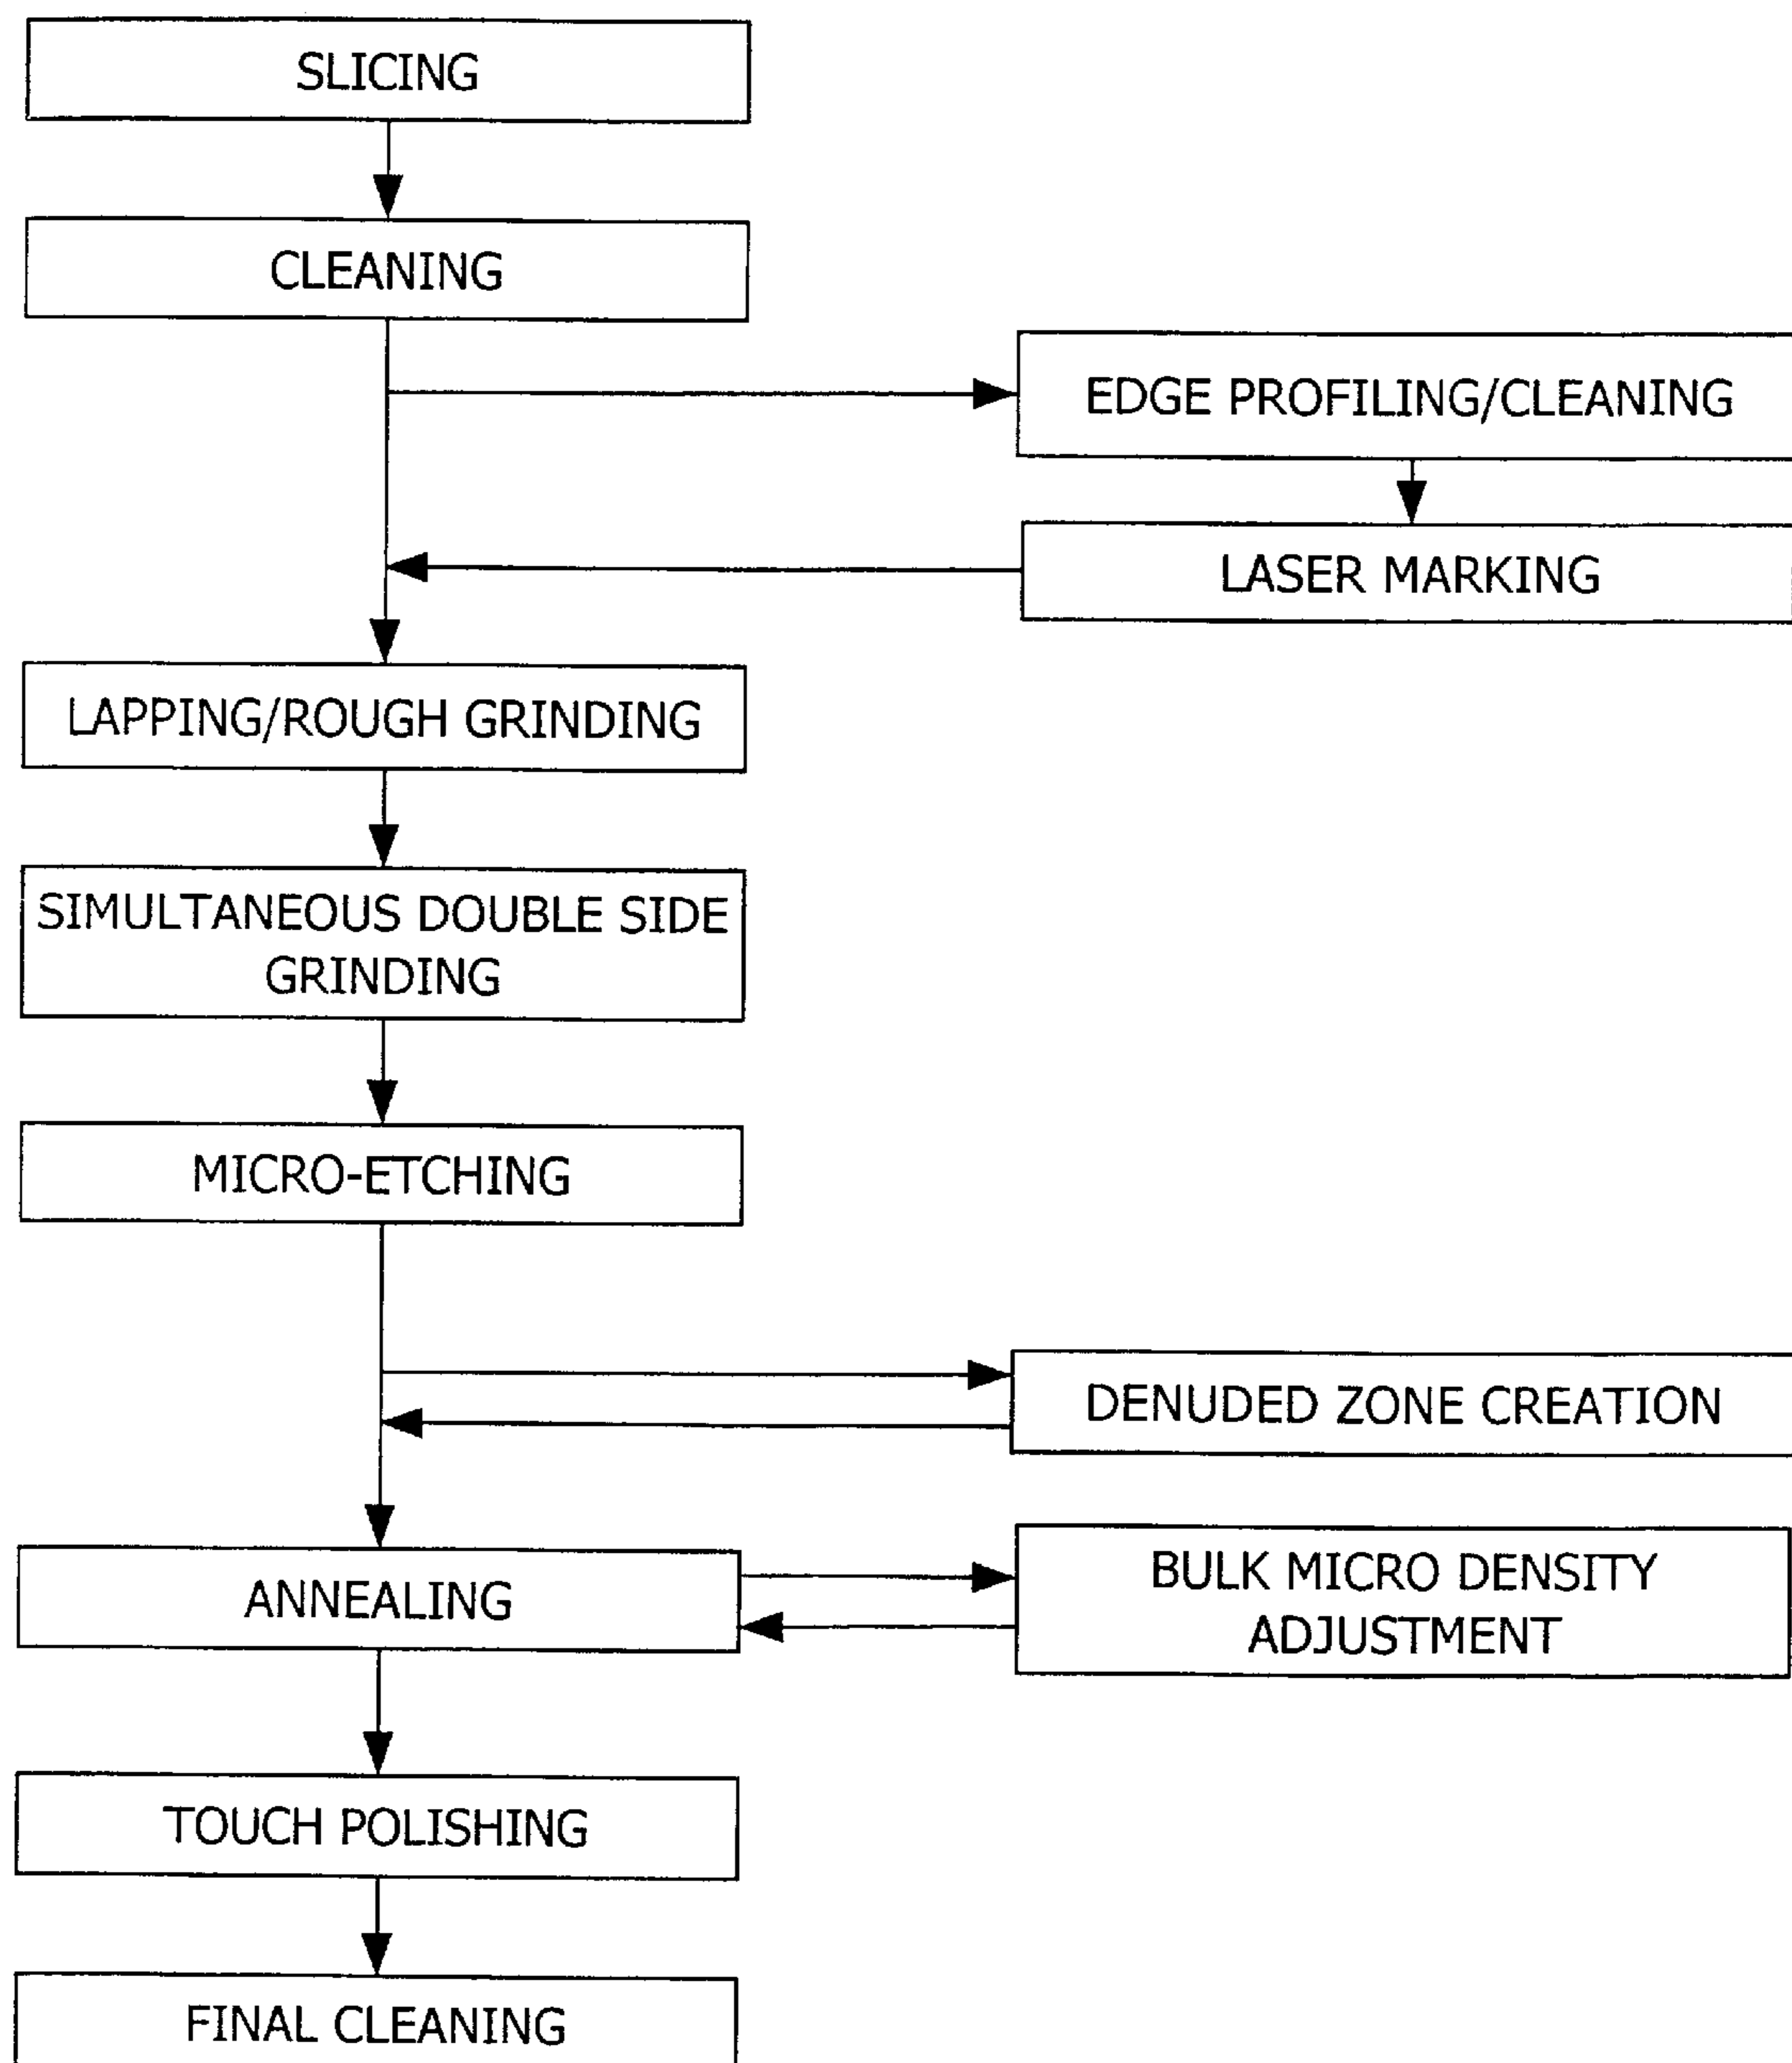 SLICING
CLEANING
EDGE PROFILING/CLEANING
LASER MARKING
LAPPING/ROUGH GRINDING
SIMULTANEOUS DOUBLE SIDE
GRINDING
MICRO-ETCHING
DENUDED ZONE CREATION
ANNEALING
BULK MICRO DENSITY
ADJUSTMENT
TOUCH POLISHING
FINAL CLEANING